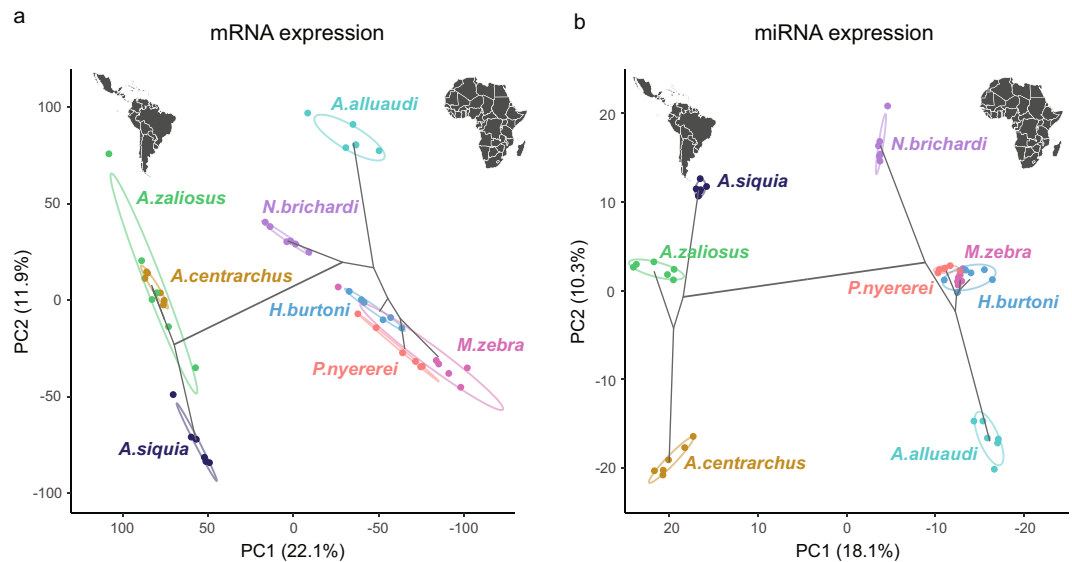 a
mRNA expression
A.alluaudi
A.zaliosus
N.brichardi
A.centrarchus
H.burtoni
M.zebra
P.nyererei
A.siquia
100
50
0
-50
-100
PC2 (11.9%)
100
50
0
-50
-100
PC1 (22.1%)
b
miRNA expression
N.brichardi
A.siquia
A.zaliosus
M.zebra
P.nyererei
H.burtoni
A.alluaudi
A.centrarchus
20
10
0
-10
-20
PC2 (10.3%)
20
10
0
-10
-20
PC1 (18.1%)